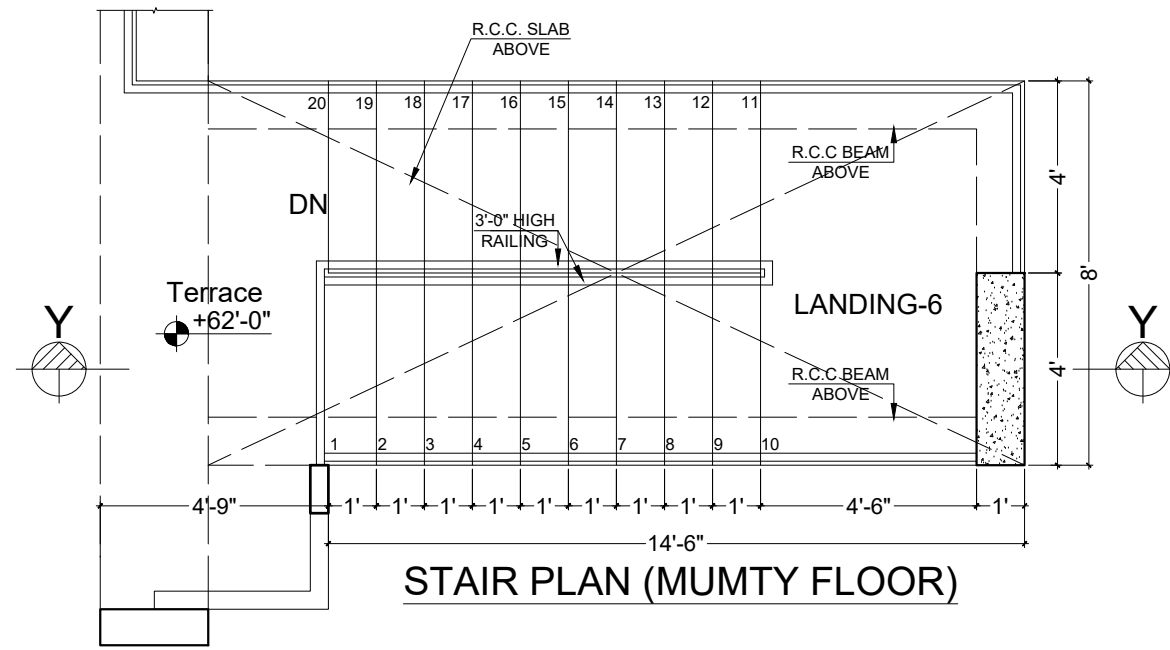 R.C.C. SLAB
ABOVE
20 19 18 17 16 15 14 13 12 11
R.C.C BEAM
ABOVE
4'
DN
3'-0" HIGH
RAILING
8'
Terrace
+62'-0"
LANDING-6
Y
Y
R.C.C BEAM
ABOVE
4'
1 2 3 4 5 6 7 8 9 10
4'-9" 1' 1' 1' 1' 1' 1' 1' 1' 1' 4'-6" 1'
14'-6"
STAIR PLAN (MUMTY FLOOR)